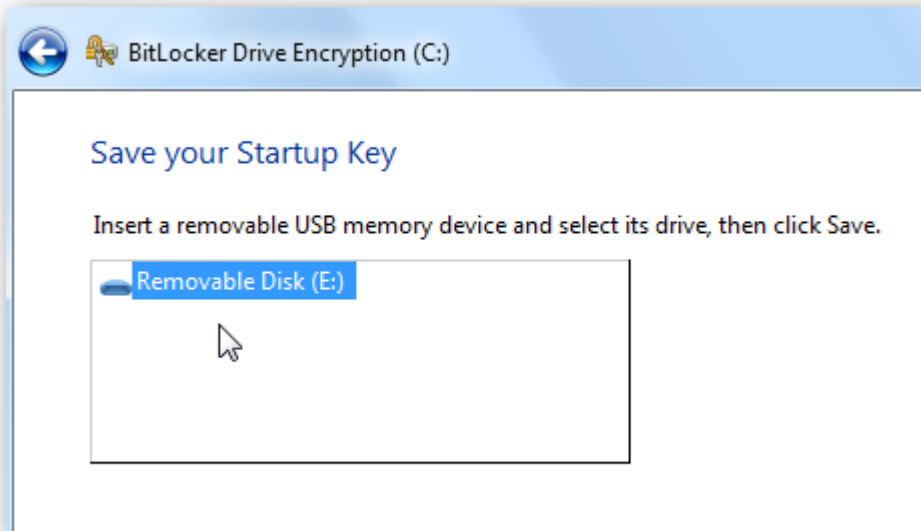 BitLocker Drive Encryption (C:)
Save your Startup Key
Insert a removable USB memory device and select its drive, then click Save.
Removable Disk (E:)